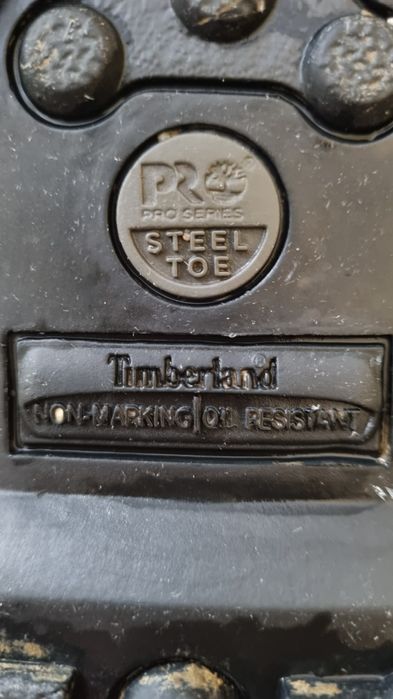 PRO®
PRO SERIES
STEEL
TOE
Timberland®
NON-MARKING | OIL RESISTANT